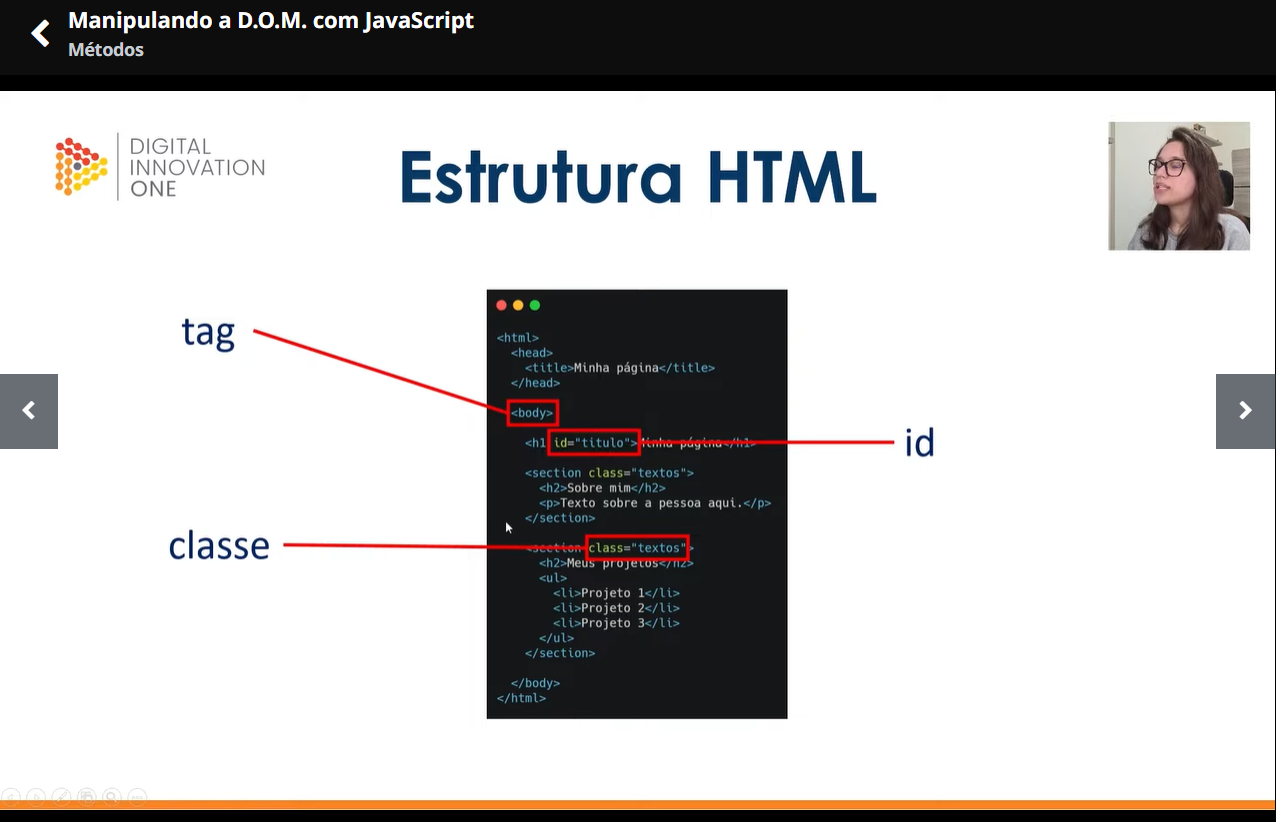 Manipulando a D.O.M. com JavaScript
Métodos
DIGITAL
INNOVATION
ONE
Estrutura HTML
tag
id
classe
<html>
<head>
<title>Minha página</title>
</head>
<body>
<h1 id="titulo">Minha página</h1>
<section class="textos">
<h2>Sobre mim</h2>
<p>Texto sobre a pessoa aqui.</p>
</section>
<section class="textos">
<h2>Meus projetos</h2>
<ul>
<li>Projeto 1</li>
<li>Projeto 2</li>
<li>Projeto 3</li>
</ul>
</section>
</body>
</html>